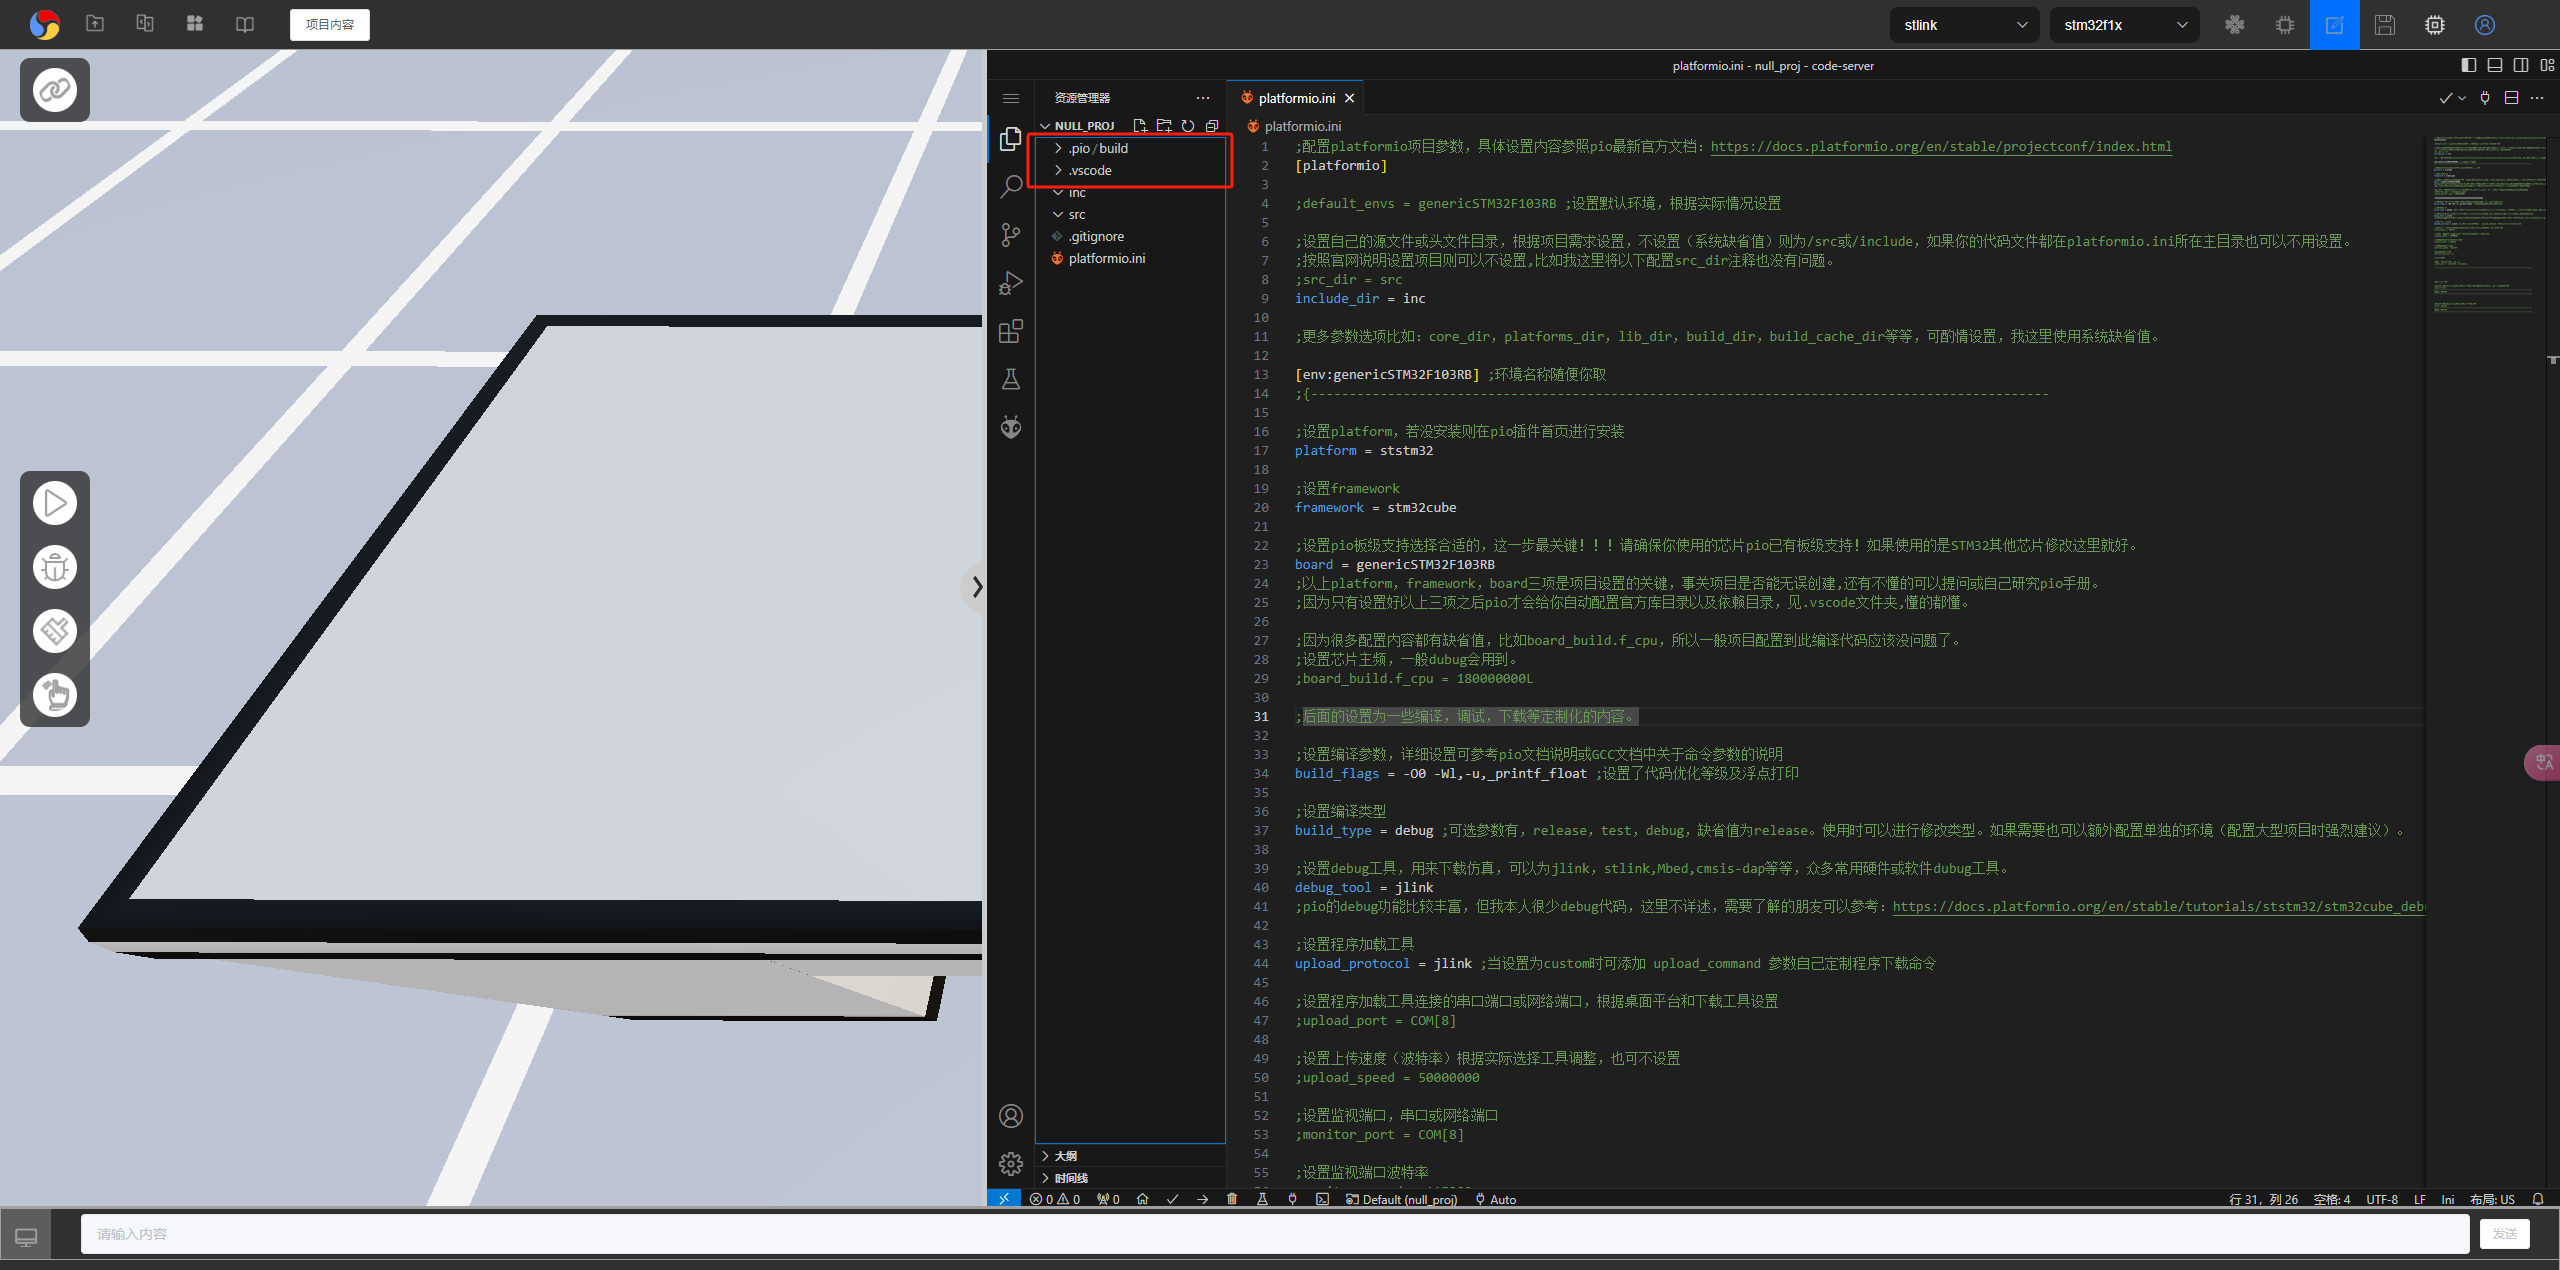 项目内容
stlink
stm32f1x
platformio.ini - null_proj - code-server
资源管理器
platformio.ini
NULL_PROJ
platformio.ini
.pio / build
.vscode
inc
src
.gitignore
platformio.ini
1 ;配置platformio项目参数，具体设置内容参照pio最新官方文档：https://docs.platformio.org/en/stable/projectconf/index.html
2 [platformio]
3
4 ;default_envs = genericSTM32F103RB ;设置默认环境，根据实际情况设置
5
6 ;设置自己的源文件或头文件目录，根据项目需求设置，不设置（系统缺省值）则为/src或/include，如果你的代码文件都在platformio.ini所在主目录也可以不用设置。
7 ;按照官网说明设置项目则可以不设置,比如我这里将以下配置src_dir注释也没有问题。
8 ;src_dir = src
9 include_dir = inc
10
11 ;更多参数选项比如：core_dir，platforms_dir，lib_dir，build_dir，build_cache_dir等等，可酌情设置，我这里使用系统缺省值。
12
13 [env:genericSTM32F103RB] ;环境名称随便你取
14 ;{------------------------------------------------------------------------------------------------
15
16 ;设置platform，若没安装则在pio插件首页进行安装
17 platform = ststm32
18
19 ;设置framework
20 framework = stm32cube
21
22 ;设置pio板级支持选择合适的，这一步最关键！！！请确保你使用的芯片pio已有板级支持！如果使用的是STM32其他芯片修改这里就好。
23 board = genericSTM32F103RB
24 ;以上platform，framework，board三项是项目设置的关键，事关项目是否能无误创建,还有不懂的可以提问或自己研究pio手册。
25 ;因为只有设置好以上三项之后pio才会给你自动配置官方库目录以及依赖目录，见.vscode文件夹,懂的都懂。
26
27 ;因为很多配置内容都有缺省值，比如board_build.f_cpu，所以一般项目配置到此编译代码应该没问题了。
28 ;设置芯片主频，一般dubug会用到。
29 ;board_build.f_cpu = 180000000L
30
31 ;后面的设置为一些编译，调试，下载等定制化的内容。
32
33 ;设置编译参数，详细设置可参考pio文档说明或GCC文档中关于命令参数的说明
34 build_flags = -O0 -Wl,-u,_printf_float ;设置了代码优化等级及浮点打印
35
36 ;设置编译类型
37 build_type = debug ;可选参数有，release，test，debug，缺省值为release。使用时可以进行修改类型。如果需要也可以额外配置单独的环境（配置大型项目时强烈建议）。
38
39 ;设置debug工具，用来下载仿真，可以为jlink，stlink,Mbed,cmsis-dap等等，众多常用硬件或软件dubug工具。
40 debug_tool = jlink
41 ;pio的debug功能比较丰富，但我本人很少debug代码，这里不详述，需要了解的朋友可以参考：https://docs.platformio.org/en/stable/tutorials/ststm32/stm32cube_deb
42
43 ;设置程序加载工具
44 upload_protocol = jlink ;当设置为custom时可添加 upload_command 参数自己定制程序下载命令
45
46 ;设置程序加载工具连接的串口端口或网络端口，根据桌面平台和下载工具设置
47 ;upload_port = COM[8]
48
49 ;设置上传速度（波特率）根据实际选择工具调整，也可不设置
50 ;upload_speed = 50000000
51
52 ;设置监视端口，串口或网络端口
53 ;monitor_port = COM[8]
54
55 ;设置监视端口波特率
大纲
时间线
0 0 0 Default (null_proj) Auto 行 31，列 26 空格: 4 UTF-8 LF Ini 布局: US
请输入内容
发送